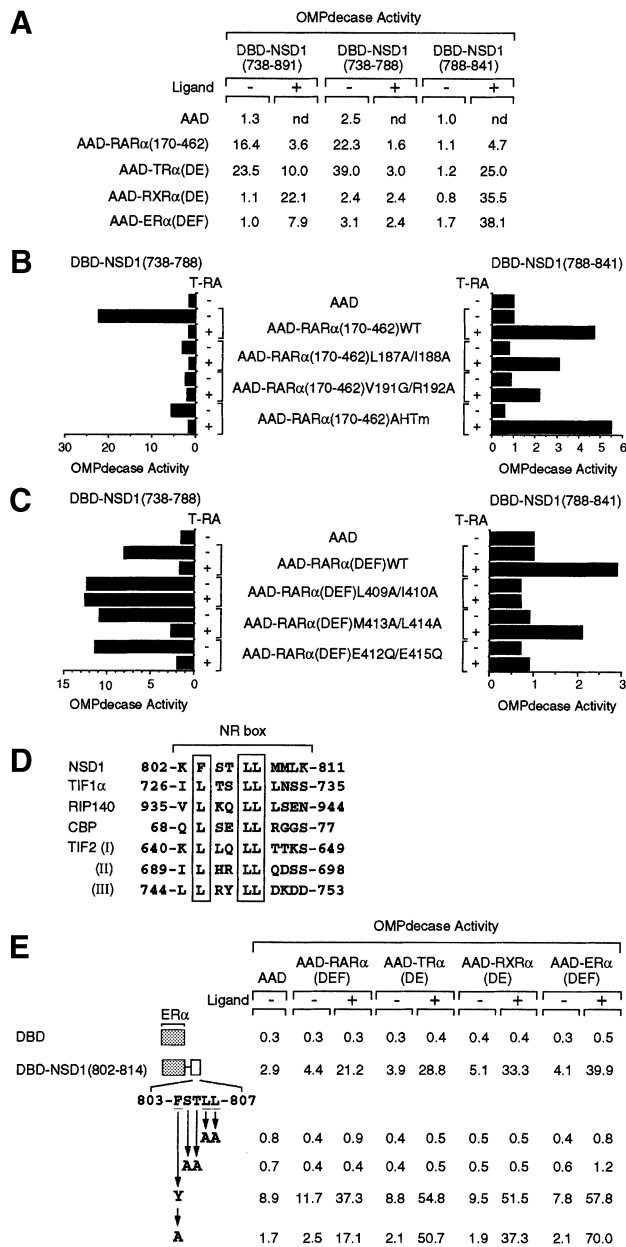 A
OMPdecase Activity
DBD-NSD1 (738-891) DBD-NSD1 (738-788) DBD-NSD1 (788-841)
Ligand - + - + - +
AAD 1.3 nd 2.5 nd 1.0 nd
AAD-RARα(170-462) 16.4 3.6 22.3 1.6 1.1 4.7
AAD-TRα(DE) 23.5 10.0 39.0 3.0 1.2 25.0
AAD-RXRα(DE) 1.1 22.1 2.4 2.4 0.8 35.5
AAD-ERα(DEF) 1.0 7.9 3.1 2.4 1.7 38.1
B
DBD-NSD1(738-788) DBD-NSD1(788-841)
T-RA T-RA
- AAD -
- +  AAD-RARα(170-462)WT - +
- +  AAD-RARα(170-462)L187A/I188A - +
- +  AAD-RARα(170-462)V191G/R192A - +
- +  AAD-RARα(170-462)AHTm - +
30 20 10 0 0 1 2 3 4 5 6
OMPdecase Activity OMPdecase Activity
C
DBD-NSD1(738-788) DBD-NSD1(788-841)
T-RA T-RA
- AAD -
- + AAD-RARα(DEF)WT - +
- + AAD-RARα(DEF)L409A/I410A - +
- + AAD-RARα(DEF)M413A/L414A - +
- + AAD-RARα(DEF)E412Q/E415Q - +
15 10 5 0 0 1 2 3
OMPdecase Activity OMPdecase Activity
D
NR box
NSD1 802-K F ST LL MMLK-811
TIF1α 726-I L TS LL LNSS-735
RIP140 935-V L KQ LL LSEN-944
CBP 68-Q L SE LL RGGS-77
TIF2 (I) 640-K L LQ LL TTKS-649
(II) 689-I L HR LL QDSS-698
(III) 744-L L RY LL DKDD-753
E
OMPdecase Activity
AAD AAD-RARα (DEF) AAD-TRα (DE) AAD-RXRα (DE) AAD-ERα (DEF)
Ligand - + - + - + - +
ERα
DBD 0.3 0.3 0.3 0.3 0.4 0.4 0.4 0.3 0.5
DBD-NSD1(802-814) 2.9 4.4 21.2 3.9 28.8 5.1 33.3 4.1 39.9
803-FSTLL-807
AA 0.8 0.4 0.9 0.4 0.5 0.5 0.5 0.4 0.8
AA 0.7 0.4 0.4 0.4 0.5 0.5 0.5 0.6 1.2
Y 8.9 11.7 37.3 8.8 54.8 9.5 51.5 7.8 57.8
A 1.7 2.5 17.1 2.1 50.7 1.9 37.3 2.1 70.0